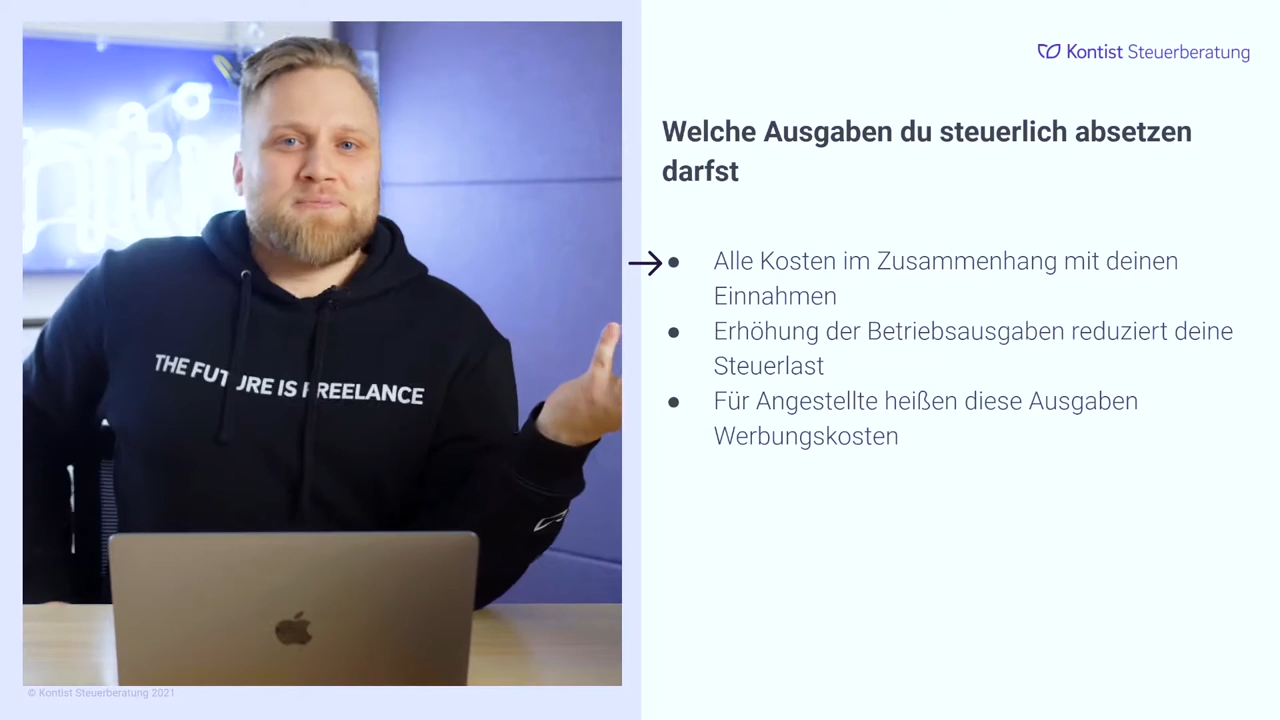 Kontist Steuerberatung
Welche Ausgaben du steuerlich absetzen
darfst
● Alle Kosten im Zusammenhang mit deinen
Einnahmen
● Erhöhung der Betriebsausgaben reduziert deine
Steuerlast
● Für Angestellte heißen diese Ausgaben
Werbungskosten
THE FUTURE IS FREELANCE
© Kontist Steuerberatung 2021